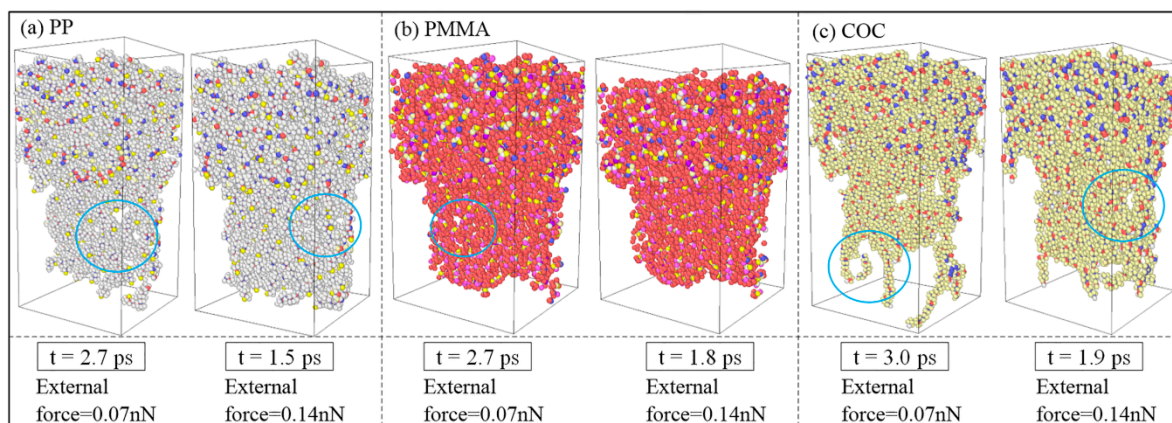 (a) PP
(b) PMMA
(c) COC
t = 2.7 ps
t = 1.5 ps
t = 2.7 ps
t = 1.8 ps
t = 3.0 ps
t = 1.9 ps
External
force=0.07nN
External
force=0.14nN
External
force=0.07nN
External
force=0.14nN
External
force=0.07nN
External
force=0.14nN